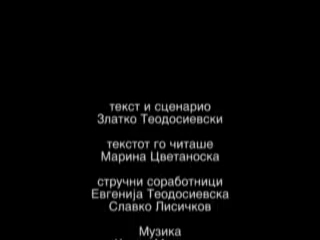 текст и сценарио
Златко Теодосиевски
текстот го читаше
Марина Цветаноска
стручни соработници
Евгенија Теодосиевска
Славко Лисичков
Музика